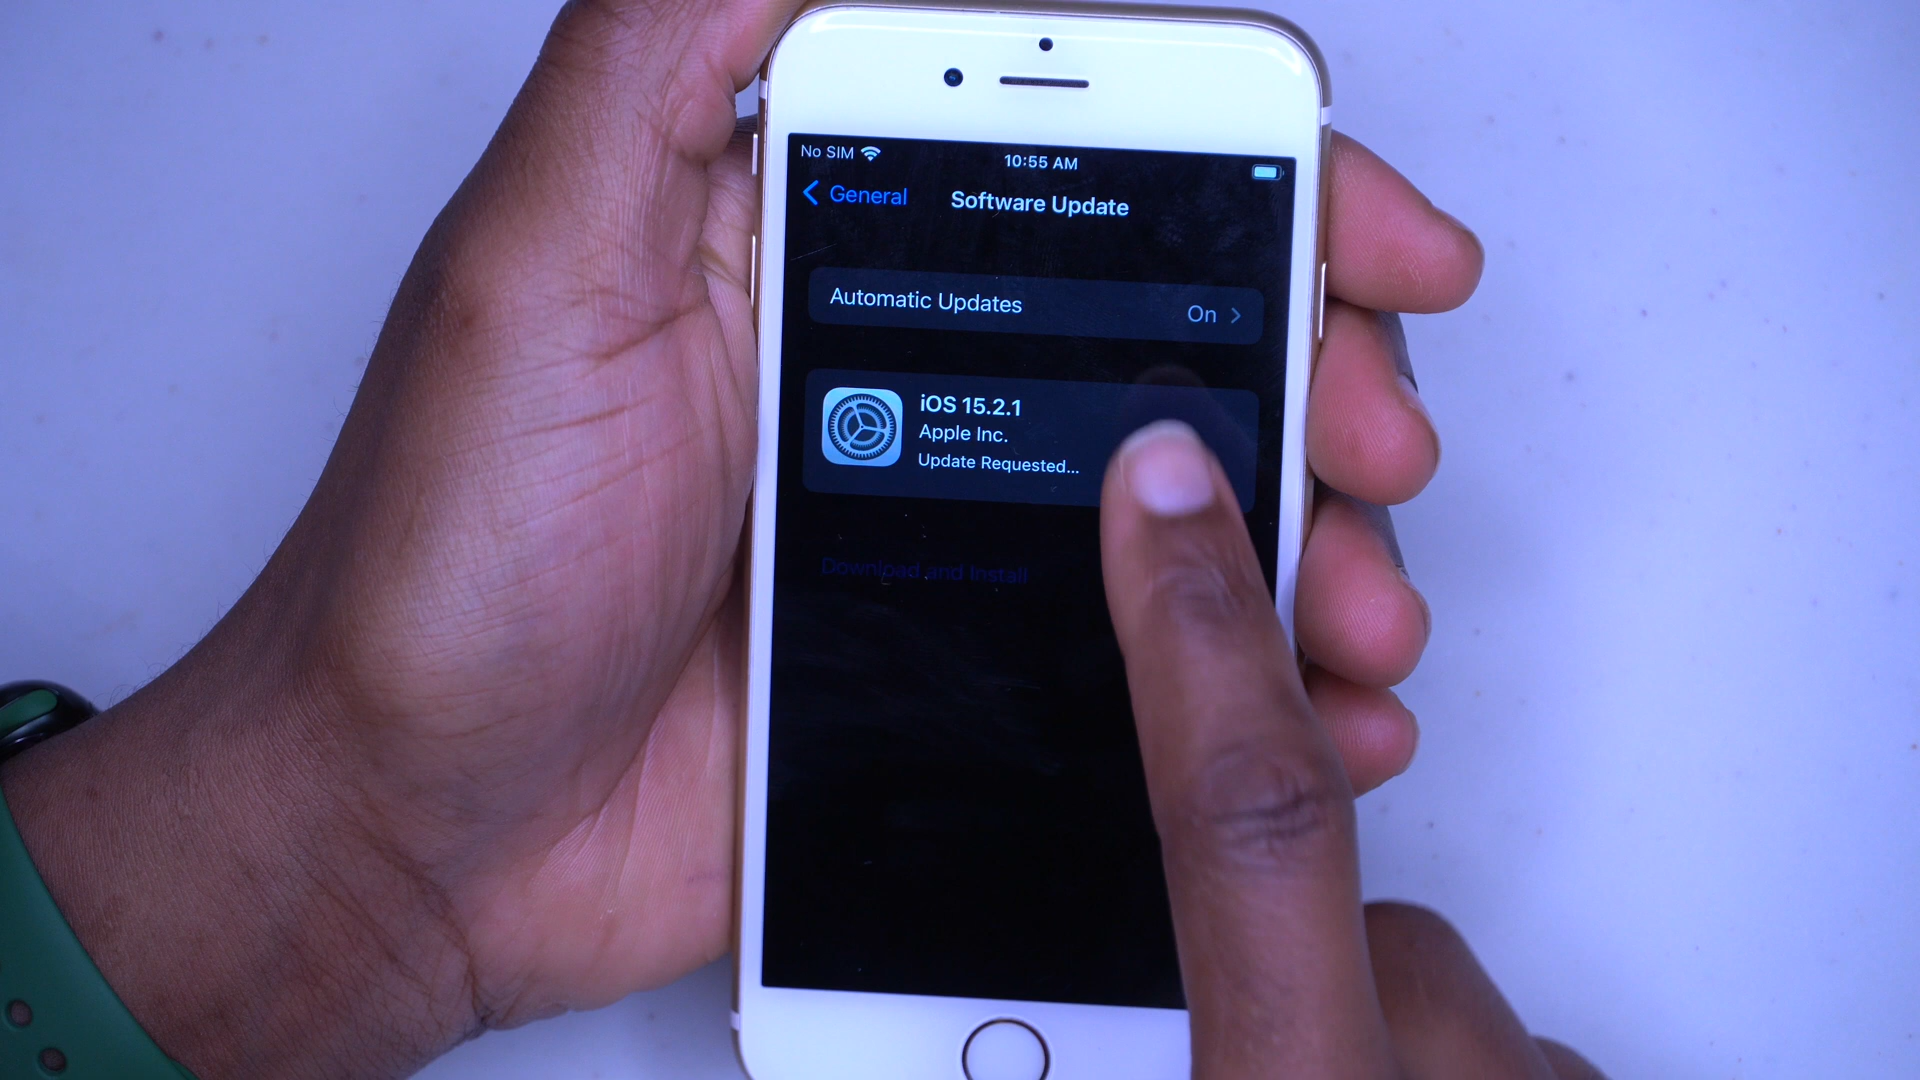 No SIM
10:55 AM
General
Software Update
Automatic Updates
On
iOS 15.2.1
Apple Inc.
Update Requested...
Download and Install